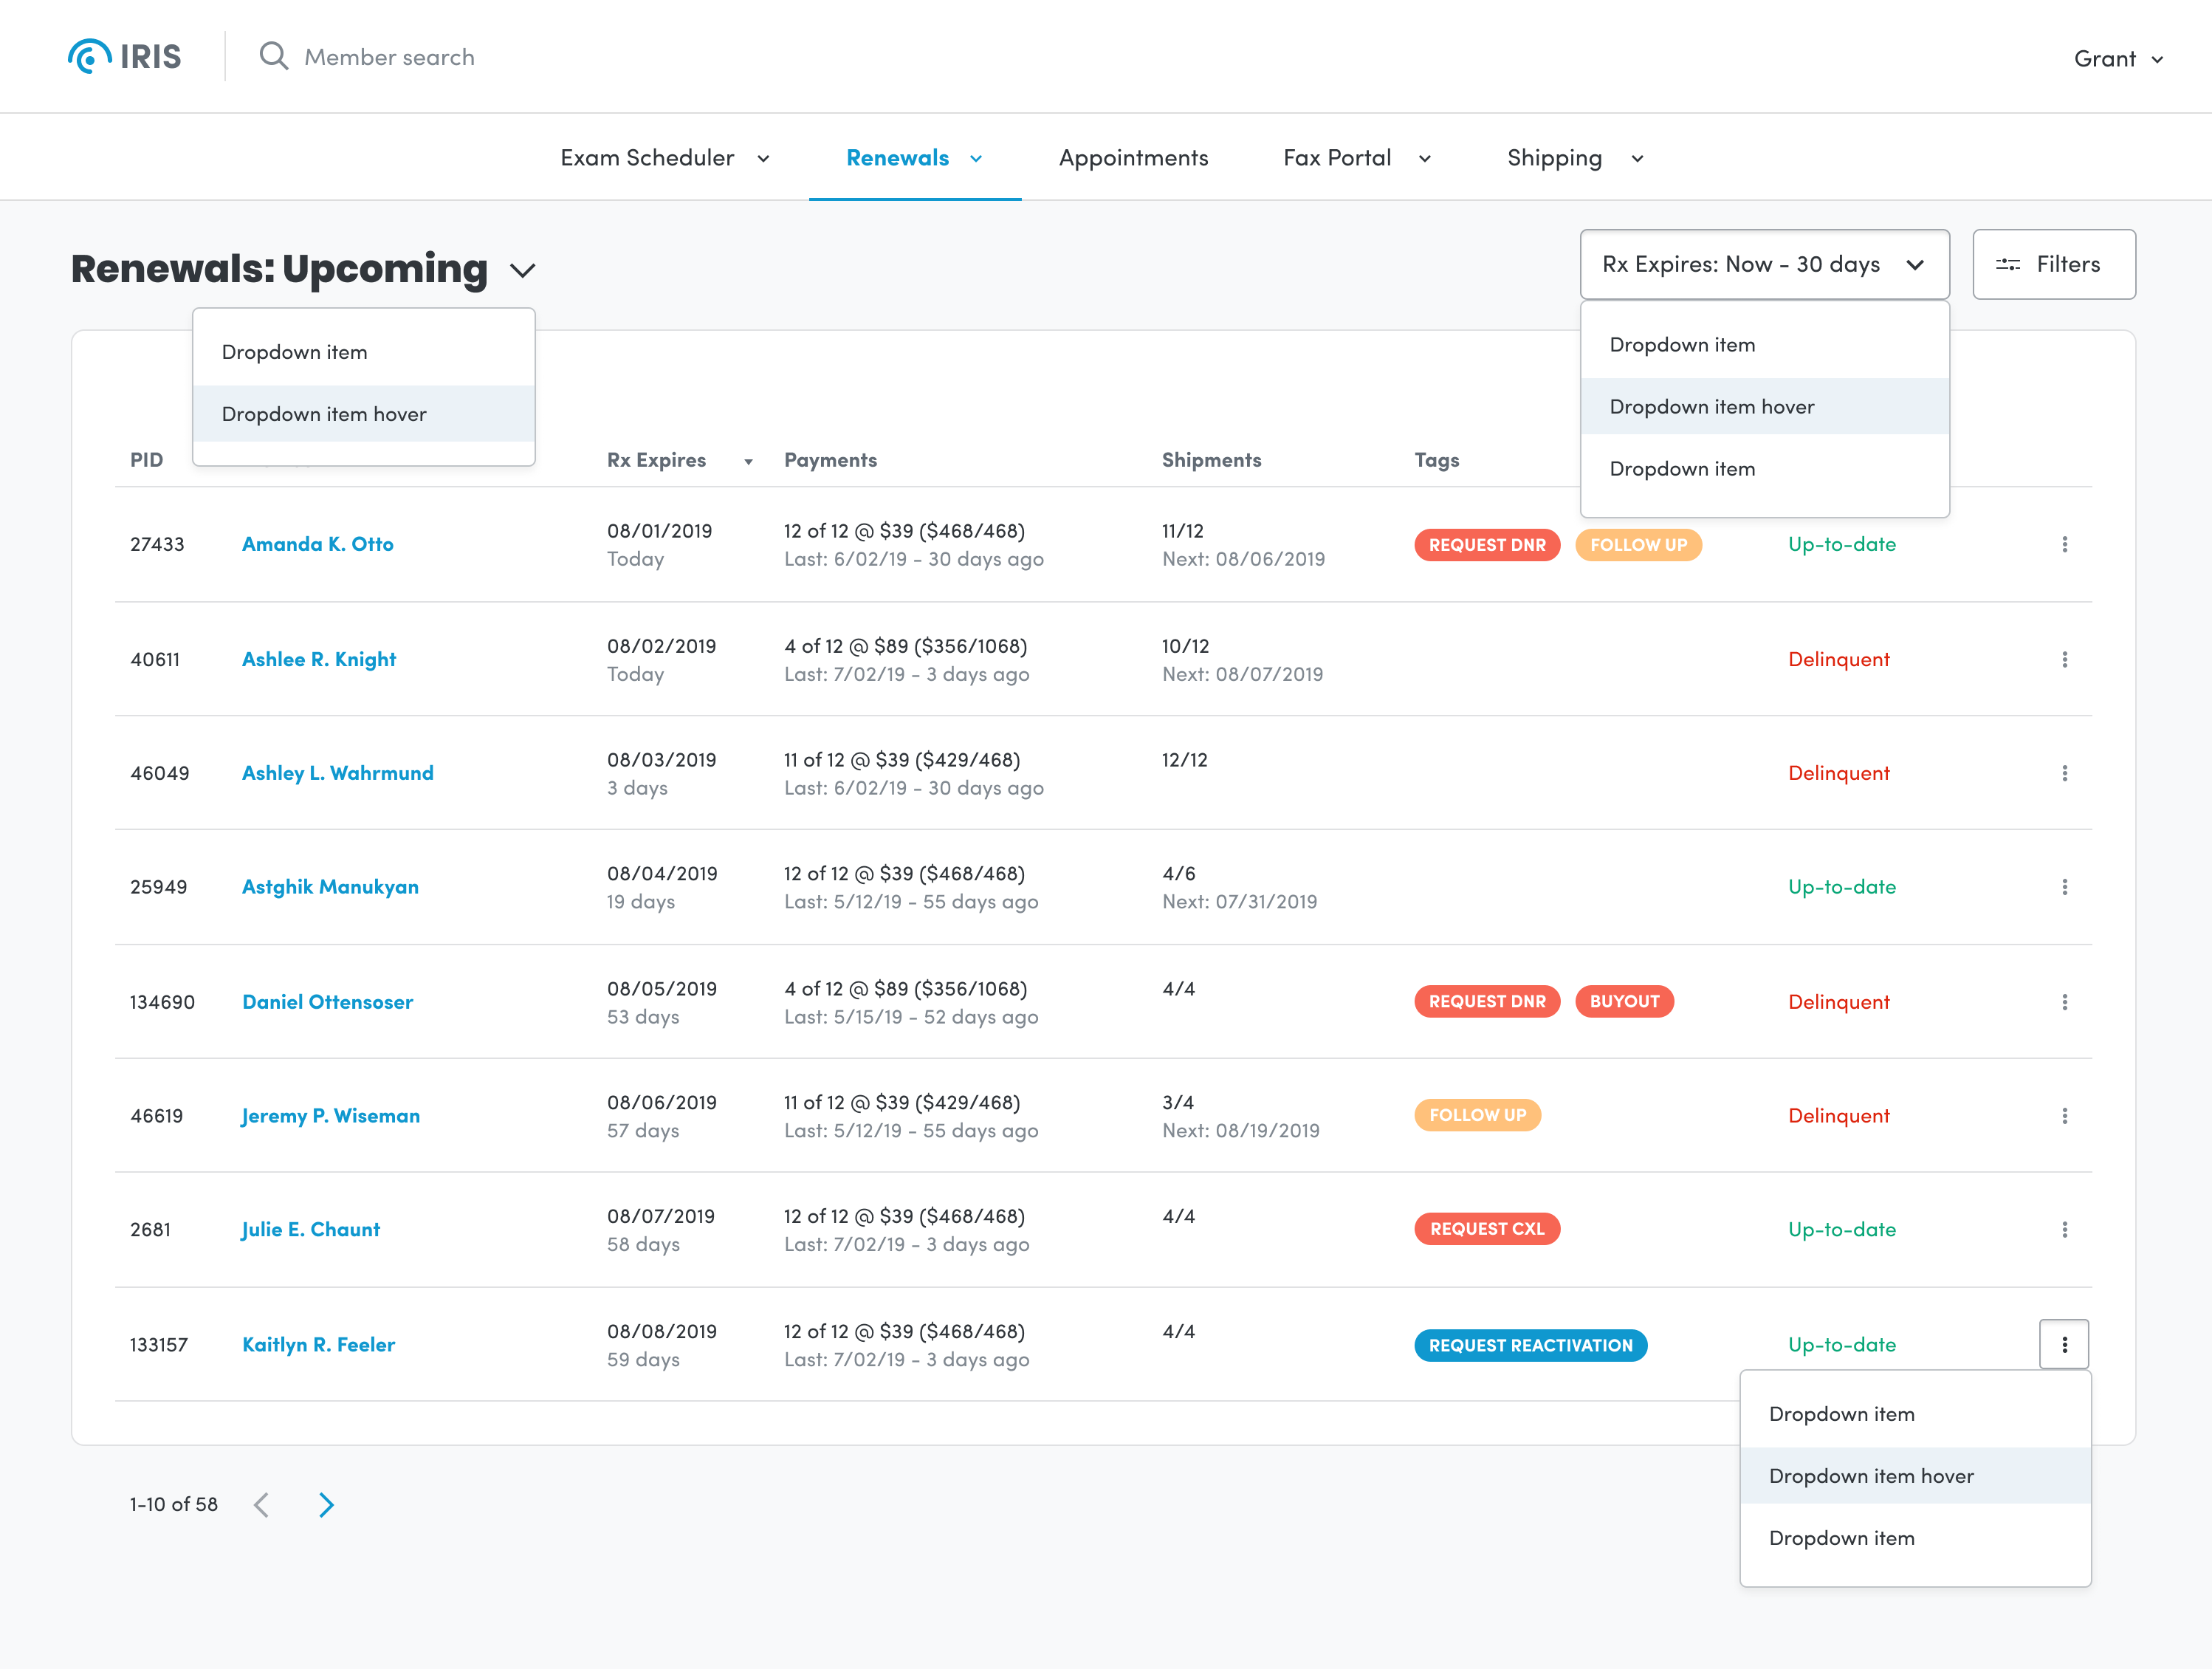 IRIS
Member search
Grant
Exam Scheduler
Renewals
Appointments
Fax Portal
Shipping
Renewals: Upcoming
Rx Expires: Now - 30 days
Filters
Dropdown item
Dropdown item hover
Dropdown item
Dropdown item hover
Dropdown item
PID
Rx Expires
Payments
Shipments
Tags
27433
Amanda K. Otto
08/01/2019
Today
12 of 12 @ $39 ($468/468)
Last: 6/02/19 - 30 days ago
11/12
Next: 08/06/2019
REQUEST DNR
FOLLOW UP
Up-to-date
40611
Ashlee R. Knight
08/02/2019
Today
4 of 12 @ $89 ($356/1068)
Last: 7/02/19 - 3 days ago
10/12
Next: 08/07/2019
Delinquent
46049
Ashley L. Wahrmund
08/03/2019
3 days
11 of 12 @ $39 ($429/468)
Last: 6/02/19 - 30 days ago
12/12
Delinquent
25949
Astghik Manukyan
08/04/2019
19 days
12 of 12 @ $39 ($468/468)
Last: 5/12/19 - 55 days ago
4/6
Next: 07/31/2019
Up-to-date
134690
Daniel Ottensoser
08/05/2019
53 days
4 of 12 @ $89 ($356/1068)
Last: 5/15/19 - 52 days ago
4/4
REQUEST DNR
BUYOUT
Delinquent
46619
Jeremy P. Wiseman
08/06/2019
57 days
11 of 12 @ $39 ($429/468)
Last: 5/12/19 - 55 days ago
3/4
Next: 08/19/2019
FOLLOW UP
Delinquent
2681
Julie E. Chaunt
08/07/2019
58 days
12 of 12 @ $39 ($468/468)
Last: 7/02/19 - 3 days ago
4/4
REQUEST CXL
Up-to-date
133157
Kaitlyn R. Feeler
08/08/2019
59 days
12 of 12 @ $39 ($468/468)
Last: 7/02/19 - 3 days ago
4/4
REQUEST REACTIVATION
Up-to-date
Dropdown item
Dropdown item hover
Dropdown item
1-10 of 58